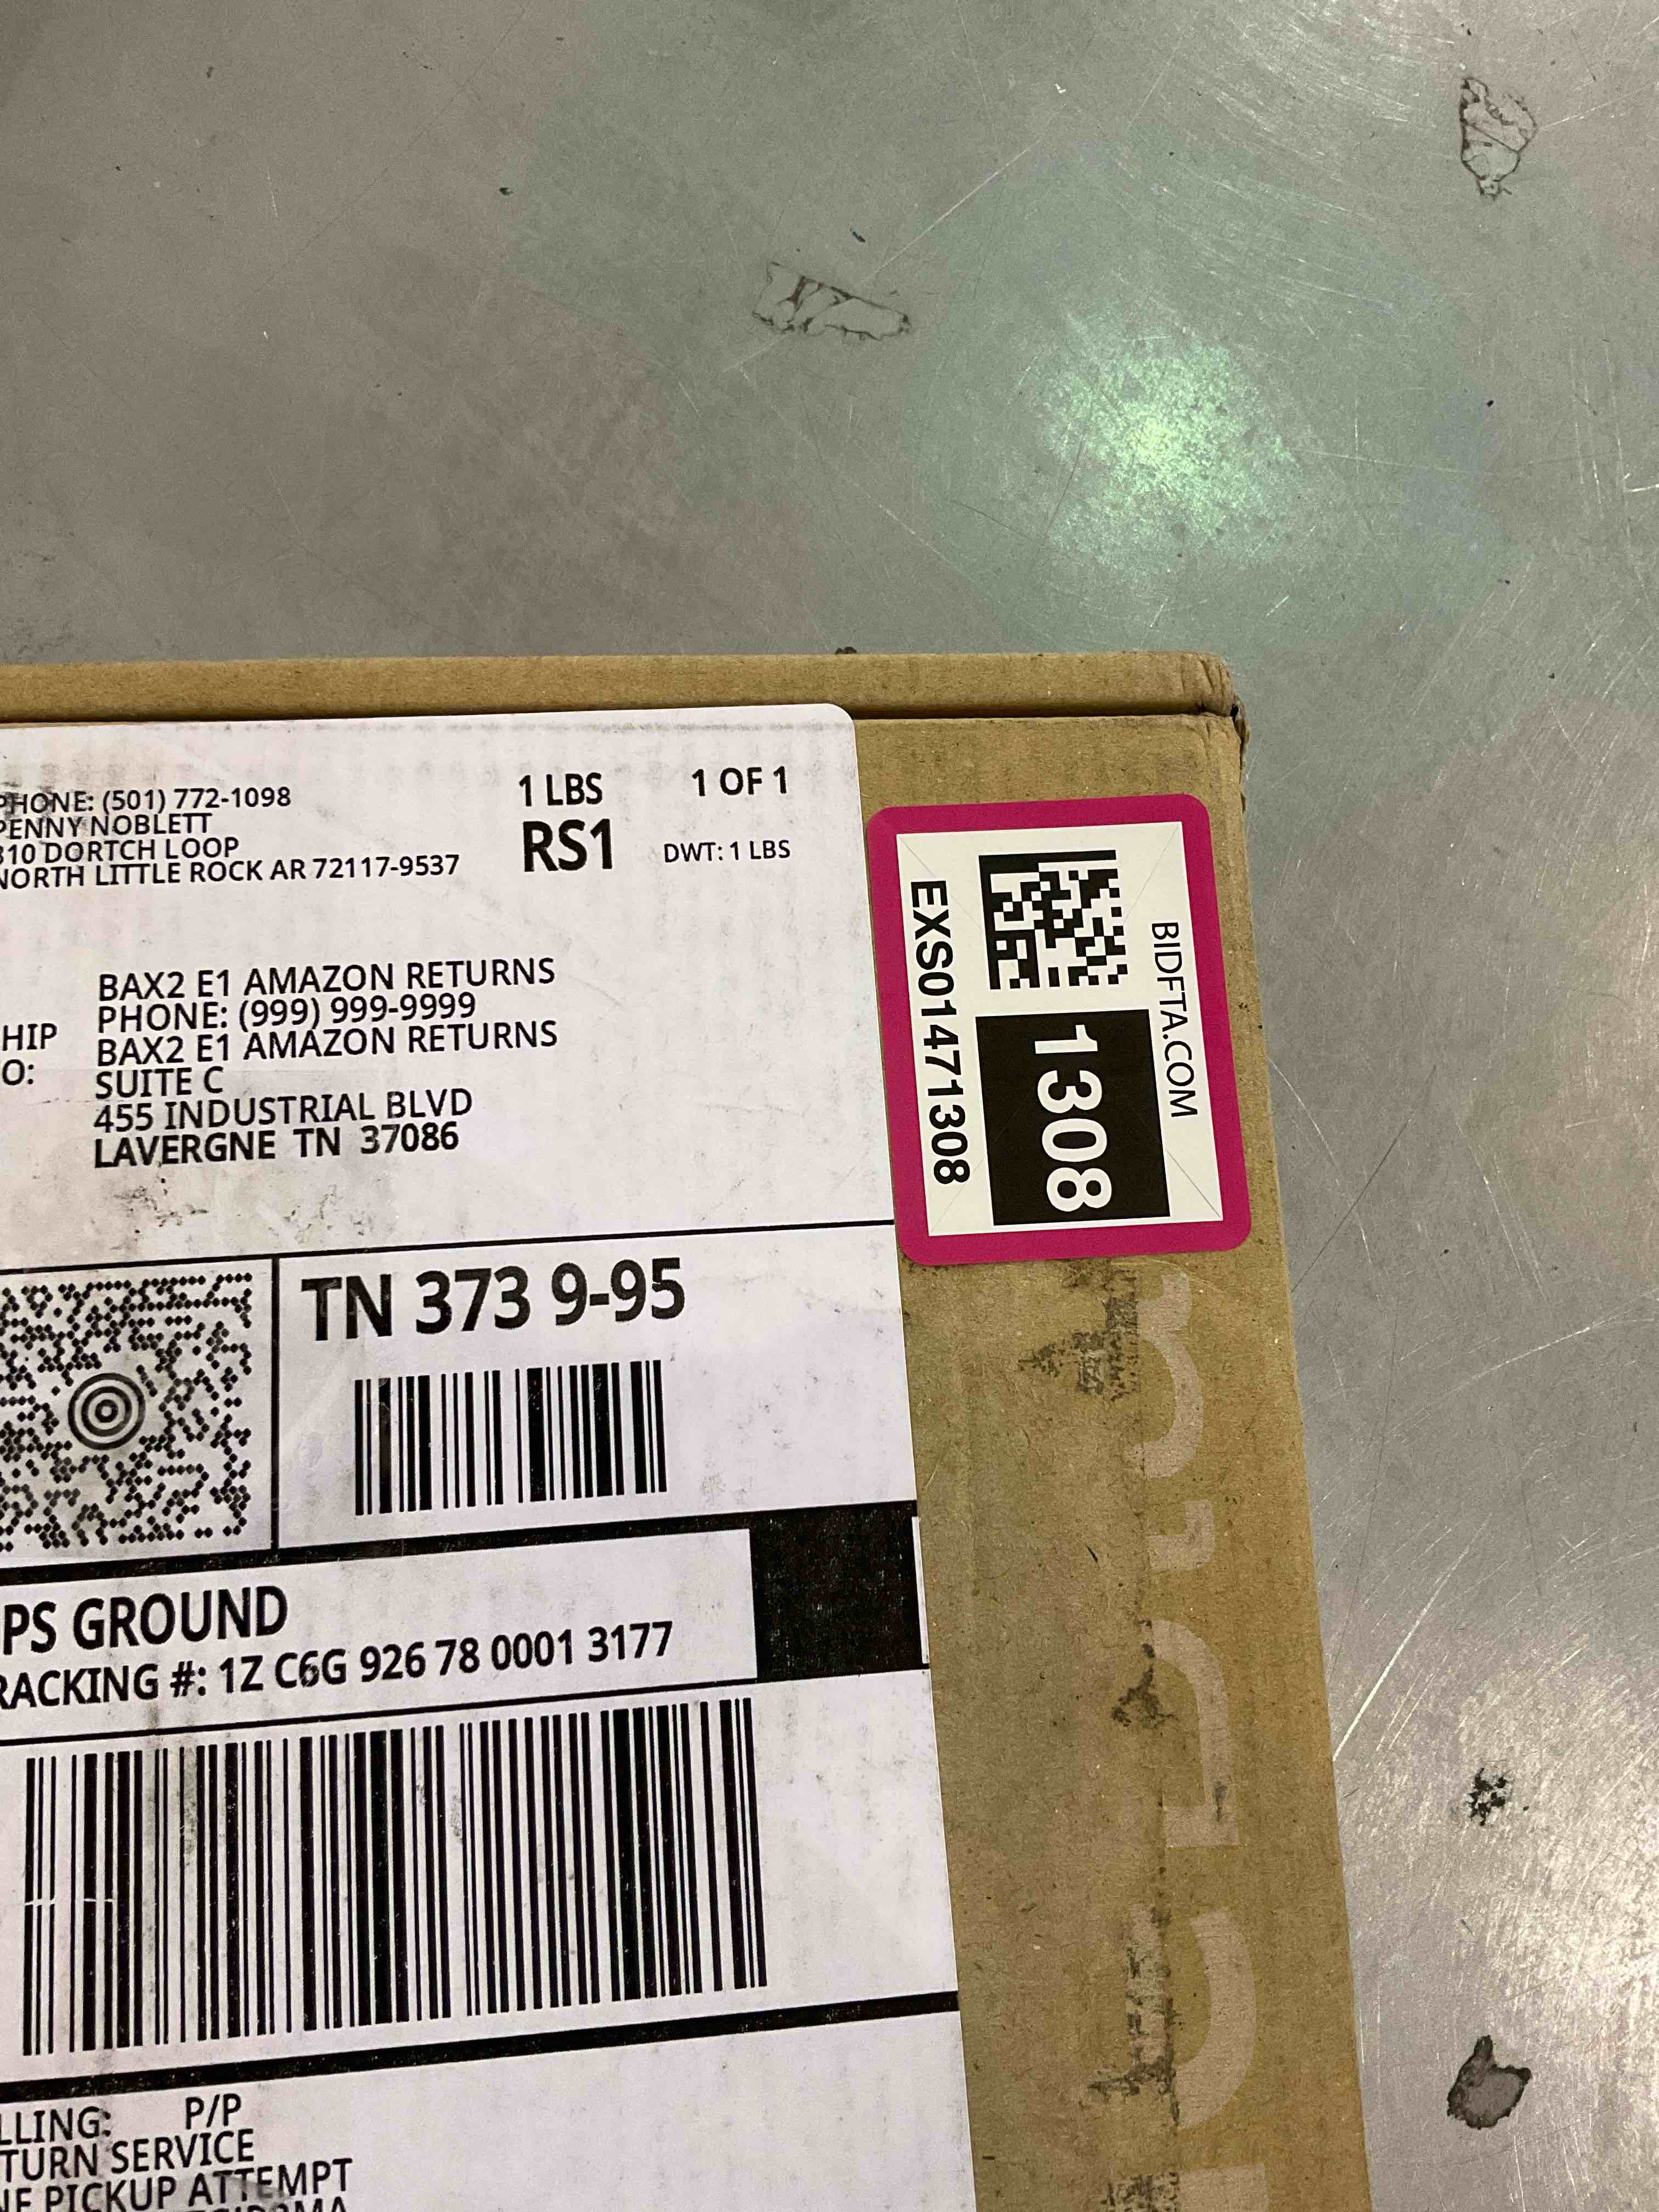 PHONE: (501) 772-1098
PENNY NOBLETT
310 DORTCH LOOP
NORTH LITTLE ROCK AR 72117-9537
1 LBS
1 OF 1
RS1
DWT: 1 LBS
HIP
O:
BAX2 E1 AMAZON RETURNS
PHONE: (999) 999-9999
BAX2 E1 AMAZON RETURNS
SUITE C
455 INDUSTRIAL BLVD
LAVERGNE TN 37086
BIDFTA.COM
1308
EXS01471308
TN 373 9-95
PS GROUND
RACKING #: 1Z C6G 926 78 0001 3177
LLING: P/P
TURN SERVICE
NE PICKUP ATTEMPT